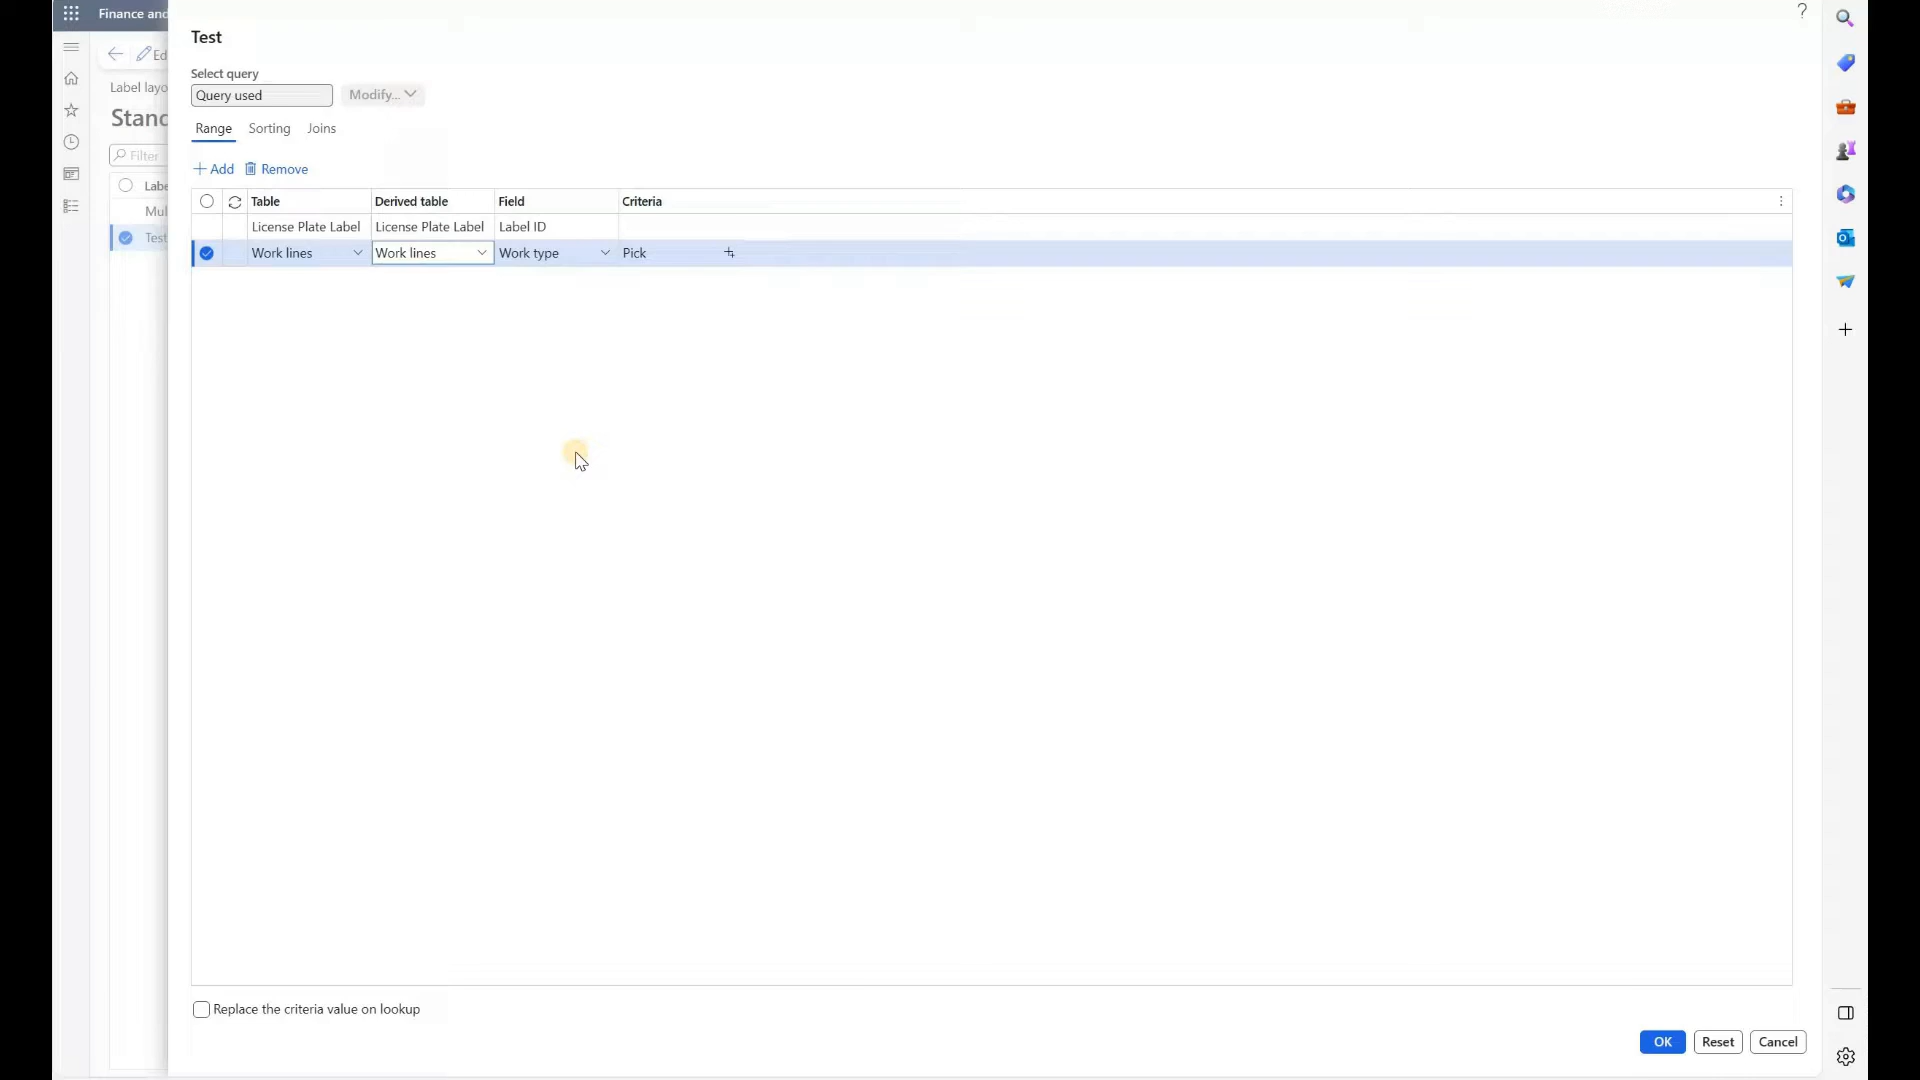 Finance and
?
Test
Ed
Select query
Label layo
Query used
Modify...
Stand
Range Sorting Joins
Filter
Add Remove
Labe
Table Derived table Field Criteria
Mul
License Plate Label License Plate Label Label ID
Test
Work lines Work lines Work type Pick
Replace the criteria value on lookup
OK Reset Cancel